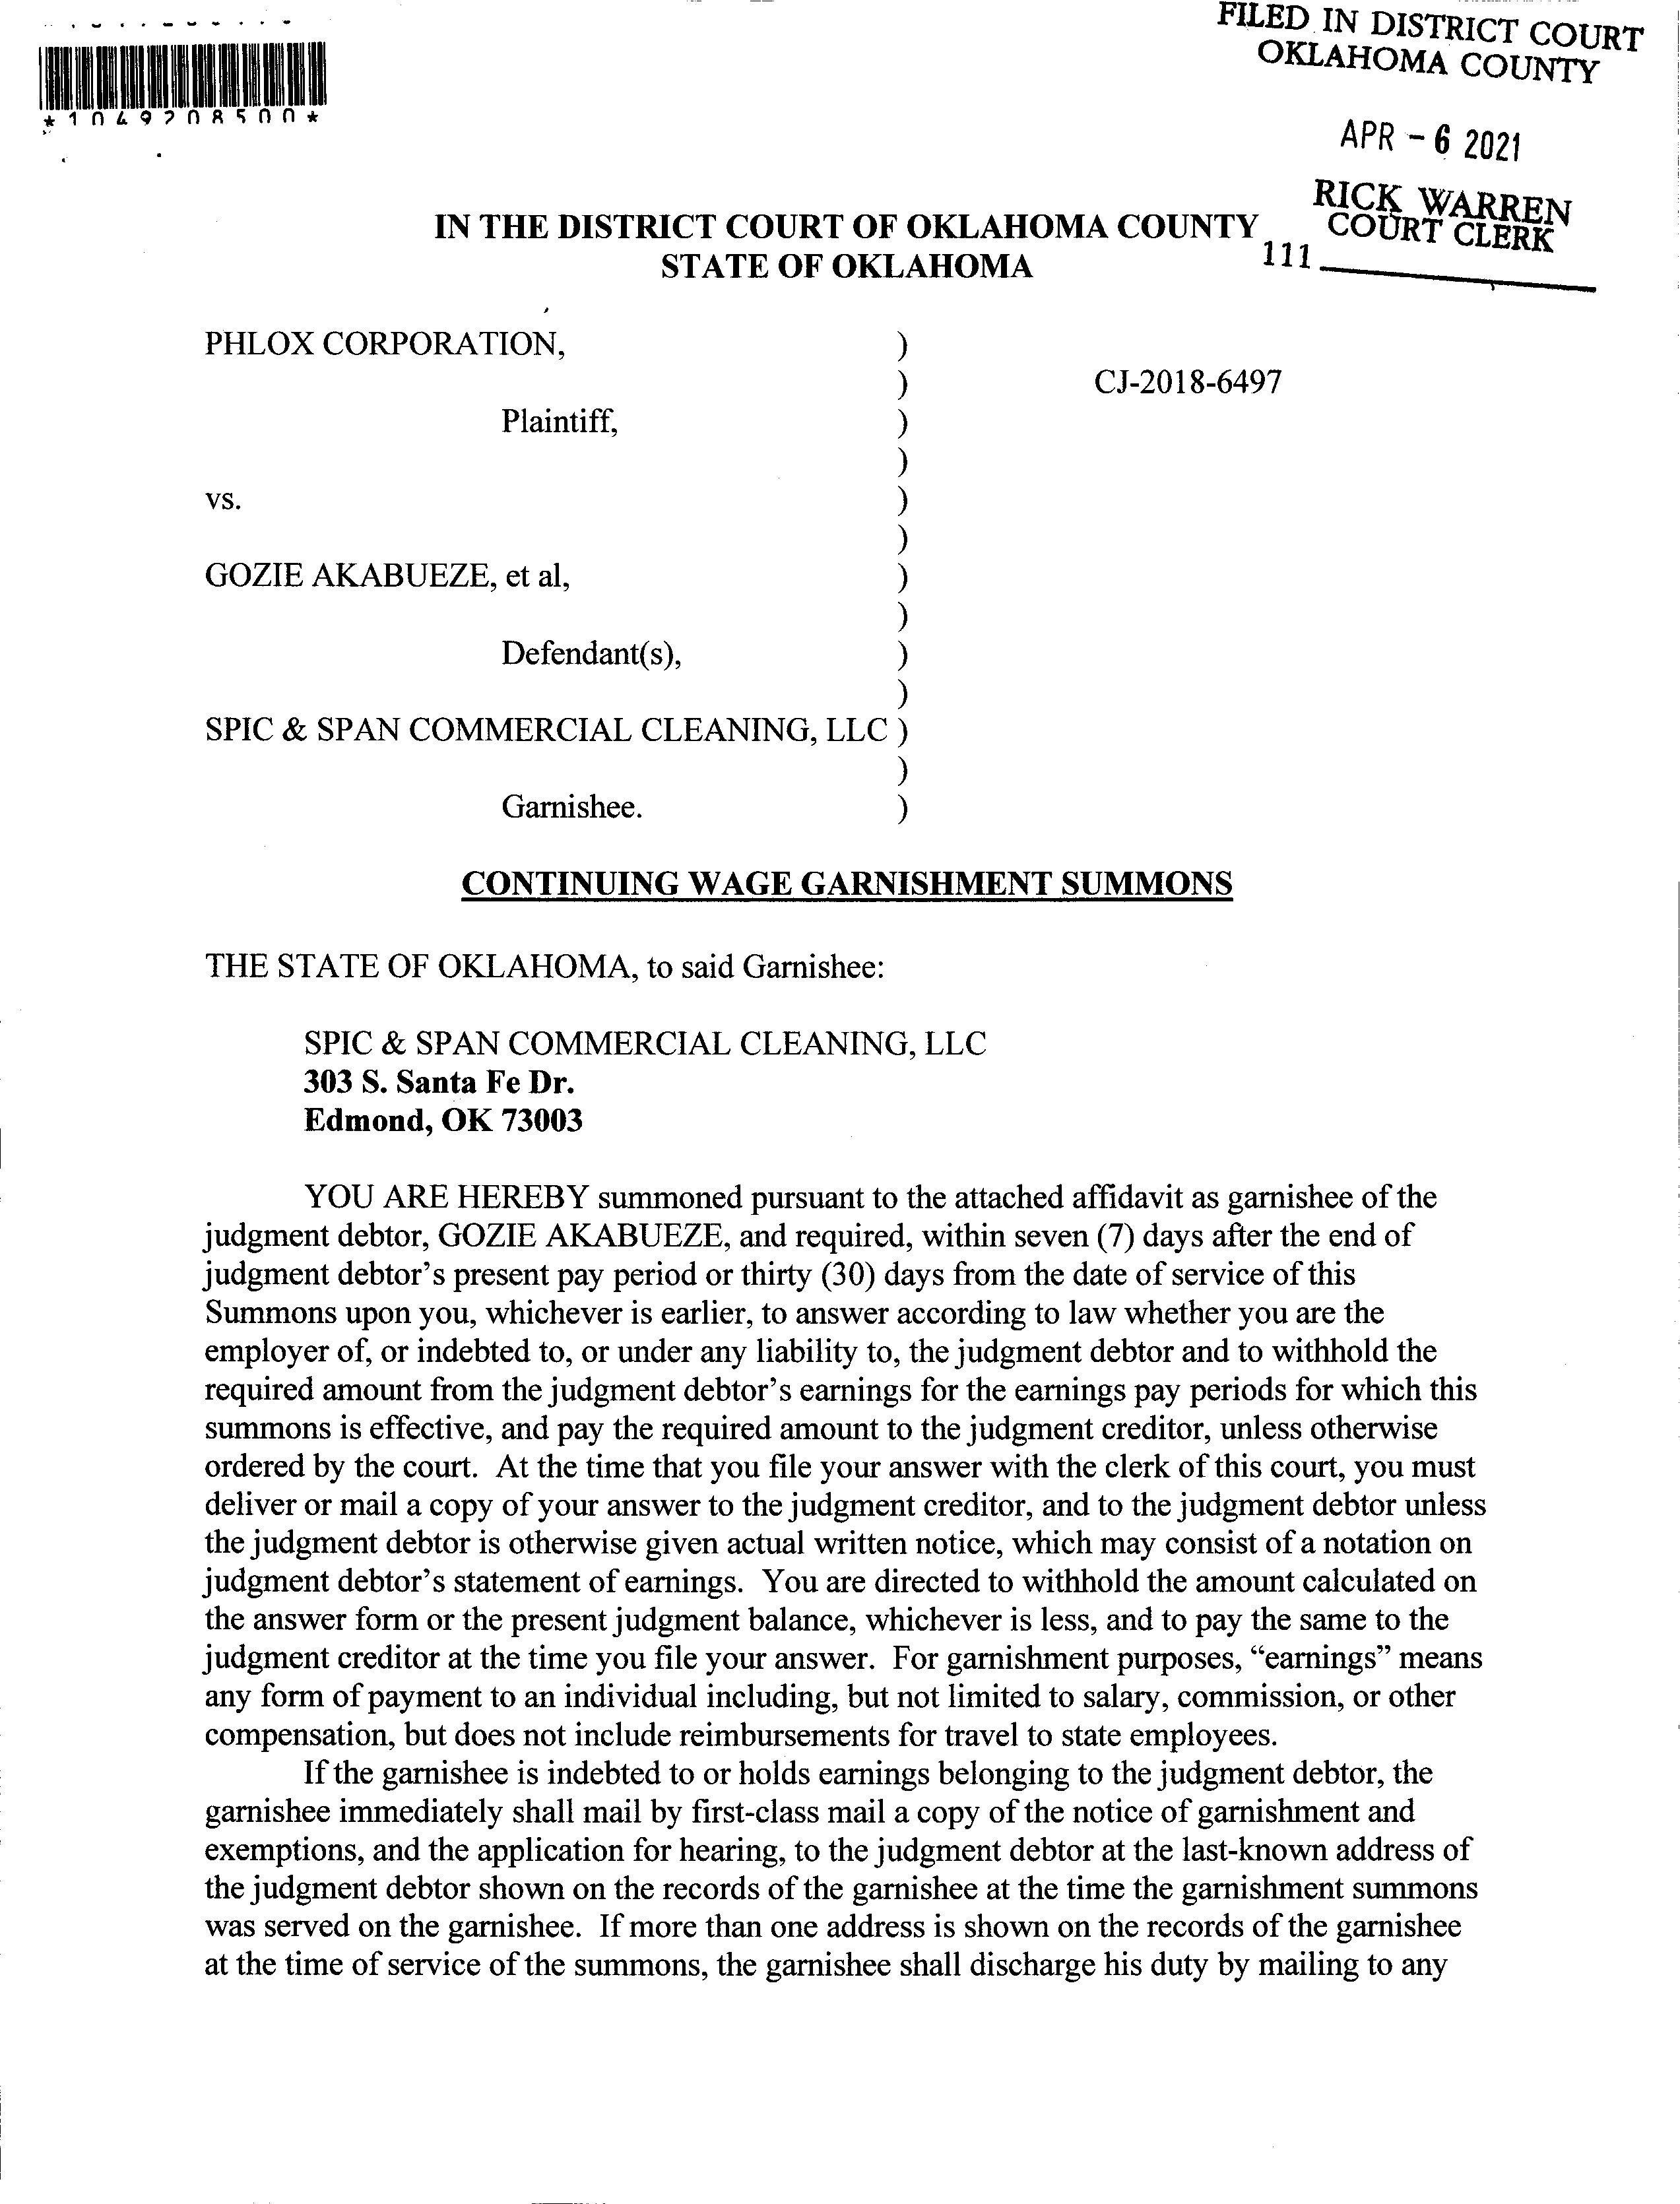 FILED IN DISTRICT COURT
OKLAHOMA COUNTY
*1049208500*
APR - 6 2021
RICK WARREN
COURT CLERK
111
IN THE DISTRICT COURT OF OKLAHOMA COUNTY
STATE OF OKLAHOMA
PHLOX CORPORATION, )
) CJ-2018-6497
Plaintiff, )
)
vs. )
)
GOZIE AKABUEZE, et al, )
)
Defendant(s), )
)
SPIC & SPAN COMMERCIAL CLEANING, LLC )
)
Garnishee. )
CONTINUING WAGE GARNISHMENT SUMMONS
THE STATE OF OKLAHOMA, to said Garnishee:
SPIC & SPAN COMMERCIAL CLEANING, LLC
303 S. Santa Fe Dr.
Edmond, OK 73003
YOU ARE HEREBY summoned pursuant to the attached affidavit as garnishee of the
judgment debtor, GOZIE AKABUEZE, and required, within seven (7) days after the end of
judgment debtor's present pay period or thirty (30) days from the date of service of this
Summons upon you, whichever is earlier, to answer according to law whether you are the
employer of, or indebted to, or under any liability to, the judgment debtor and to withhold the
required amount from the judgment debtor's earnings for the earnings pay periods for which this
summons is effective, and pay the required amount to the judgment creditor, unless otherwise
ordered by the court. At the time that you file your answer with the clerk of this court, you must
deliver or mail a copy of your answer to the judgment creditor, and to the judgment debtor unless
the judgment debtor is otherwise given actual written notice, which may consist of a notation on
judgment debtor's statement of earnings. You are directed to withhold the amount calculated on
the answer form or the present judgment balance, whichever is less, and to pay the same to the
judgment creditor at the time you file your answer. For garnishment purposes, "earnings" means
any form of payment to an individual including, but not limited to salary, commission, or other
compensation, but does not include reimbursements for travel to state employees.
If the garnishee is indebted to or holds earnings belonging to the judgment debtor, the
garnishee immediately shall mail by first-class mail a copy of the notice of garnishment and
exemptions, and the application for hearing, to the judgment debtor at the last-known address of
the judgment debtor shown on the records of the garnishee at the time the garnishment summons
was served on the garnishee. If more than one address is shown on the records of the garnishee
at the time of service of the summons, the garnishee shall discharge his duty by mailing to any